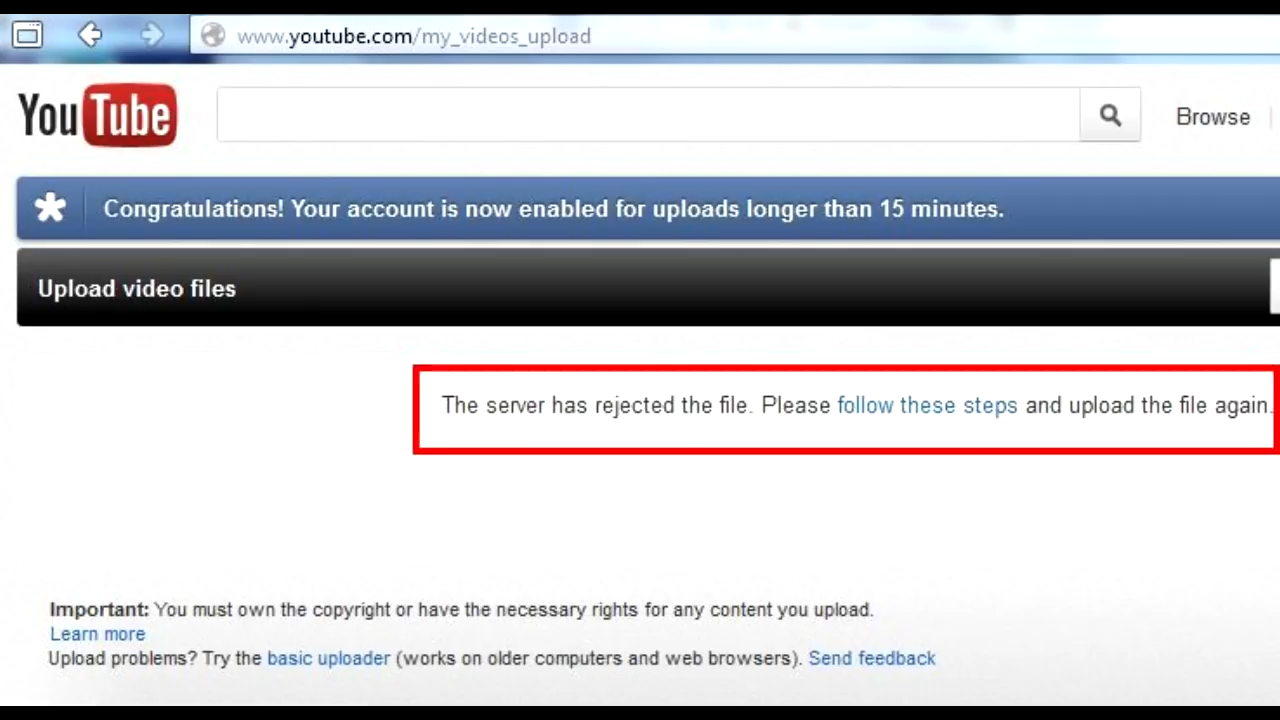 www.youtube.com/my_videos_upload
YouTube
Browse
Congratulations! Your account is now enabled for uploads longer than 15 minutes.
Upload video files
The server has rejected the file. Please follow these steps and upload the file again.
Important: You must own the copyright or have the necessary rights for any content you upload.
Learn more
Upload problems? Try the basic uploader (works on older computers and web browsers). Send feedback